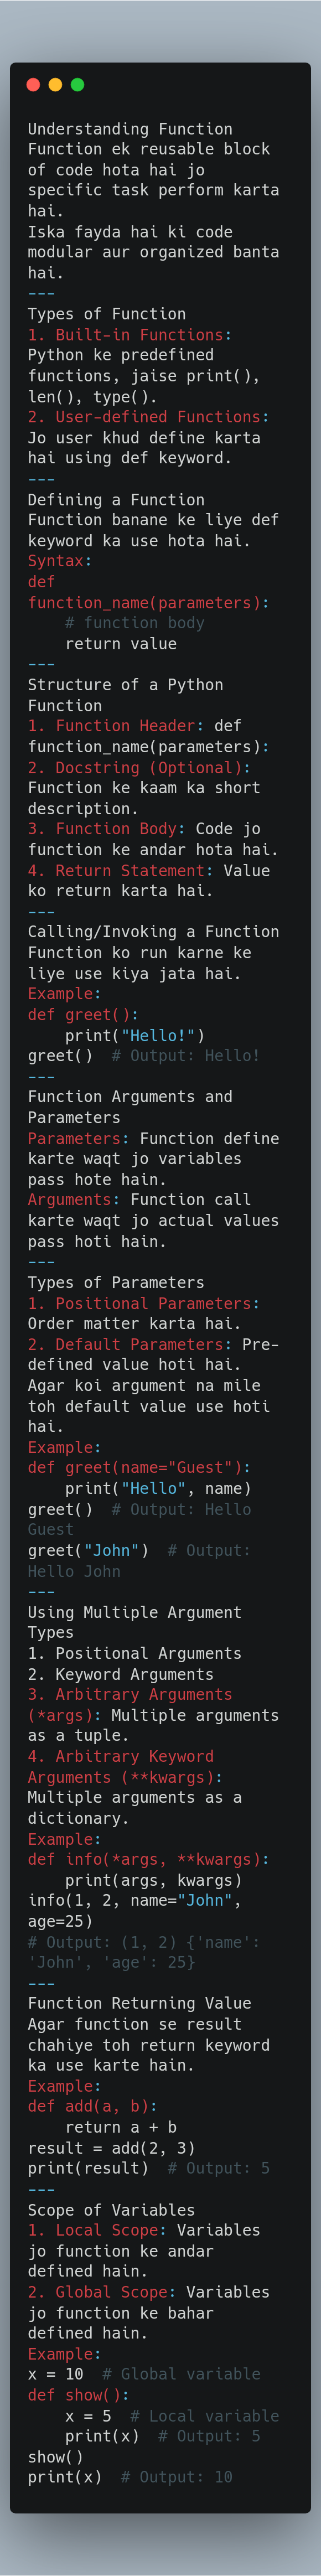 Understanding Function
Function ek reusable block
of code hota hai jo
specific task perform karta
hai.
Iska fayda hai ki code
modular aur organized banta
hai.
---
Types of Function
1. Built-in Functions:
Python ke predefined
functions, jaise print(),
len(), type().
2. User-defined Functions:
Jo user khud define karta
hai using def keyword.
---
Defining a Function
Function banane ke liye def
keyword ka use hota hai.
Syntax:
def
function_name(parameters):
    # function body
    return value
---
Structure of a Python
Function
1. Function Header: def
function_name(parameters):
2. Docstring (Optional):
Function ke kaam ka short
description.
3. Function Body: Code jo
function ke andar hota hai.
4. Return Statement: Value
ko return karta hai.
---
Calling/Invoking a Function
Function ko run karne ke
liye use kiya jata hai.
Example:
def greet():
    print("Hello!")
greet()  # Output: Hello!
---
Function Arguments and
Parameters
Parameters: Function define
karte waqt jo variables
pass hote hain.
Arguments: Function call
karte waqt jo actual values
pass hoti hain.
---
Types of Parameters
1. Positional Parameters:
Order matter karta hai.
2. Default Parameters: Pre-
defined value hoti hai.
Agar koi argument na mile
toh default value use hoti
hai.
Example:
def greet(name="Guest"):
    print("Hello", name)
greet()  # Output: Hello
Guest
greet("John")  # Output:
Hello John
---
Using Multiple Argument
Types
1. Positional Arguments
2. Keyword Arguments
3. Arbitrary Arguments
(*args): Multiple arguments
as a tuple.
4. Arbitrary Keyword
Arguments (**kwargs):
Multiple arguments as a
dictionary.
Example:
def info(*args, **kwargs):
    print(args, kwargs)
info(1, 2, name="John",
age=25)
# Output: (1, 2) {'name':
'John', 'age': 25}
---
Function Returning Value
Agar function se result
chahiye toh return keyword
ka use karte hain.
Example:
def add(a, b):
    return a + b
result = add(2, 3)
print(result)  # Output: 5
---
Scope of Variables
1. Local Scope: Variables
jo function ke andar
defined hain.
2. Global Scope: Variables
jo function ke bahar
defined hain.
Example:
x = 10  # Global variable
def show():
    x = 5  # Local variable
    print(x)  # Output: 5
show()
print(x)  # Output: 10